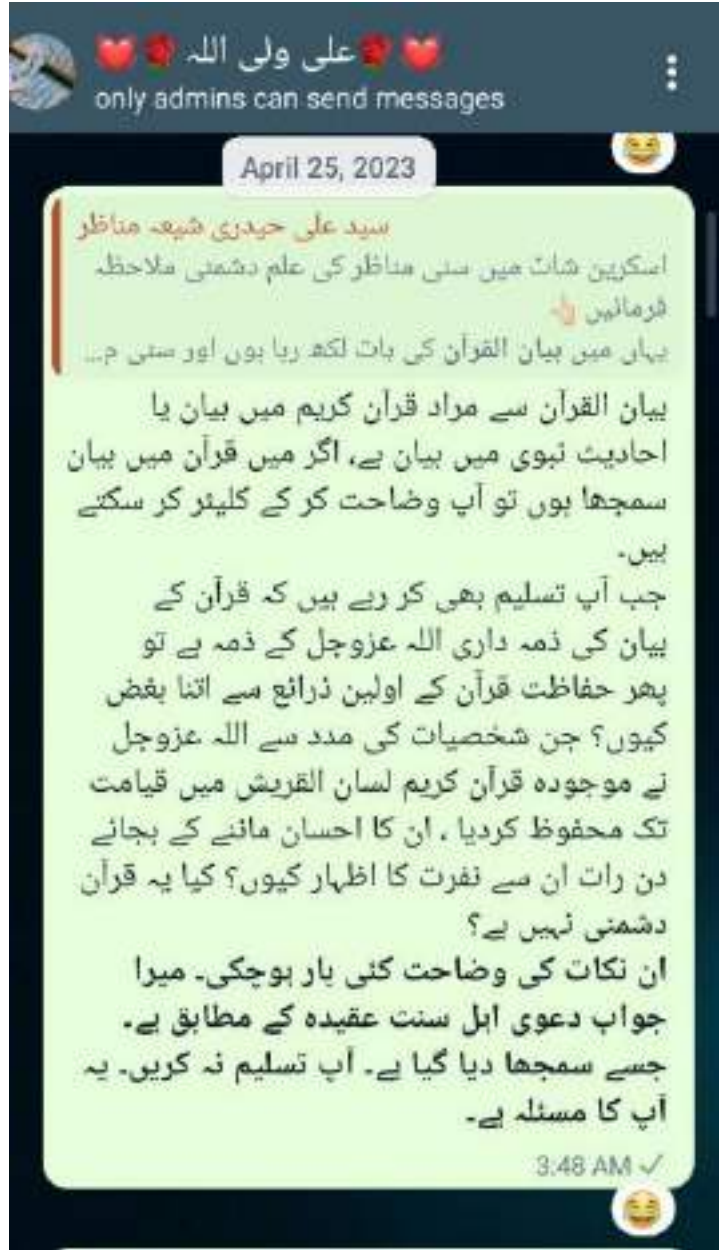 ❤️🌹علی ولی اللہ 🌹❤️
only admins can send messages
April 25, 2023
سید علی حیدری شیعہ مناظر
اسکرین شاٹ میں سنی مناظر کی علم دشمنی ملاحظہ
فرمائیں 👆🏻
یہاں میں بیان القرآن کی بات لکھ رہا ہوں اور سنی م...
بیان القرآن سے مراد قرآن کریم میں بیان یا
احادیث نبوی میں بیان ہے، اگر میں قرآن میں بیان
سمجھا ہوں تو آپ وضاحت کر کے کلیئر کر سکتے
ہیں۔
جب آپ تسلیم بھی کر رہے ہیں کہ قرآن کے
بیان کی ذمہ داری اللہ عزوجل کے ذمہ ہے تو
پھر حفاظت قرآن کے اولین ذرائع سے اتنا بغض
کیوں؟ جن شخصیات کی مدد سے اللہ عزوجل
نے موجودہ قرآن کریم لسان القریش میں قیامت
تک محفوظ کردیا ، ان کا احسان ماننے کے بجائے
دن رات ان سے نفرت کا اظہار کیوں؟ کیا یہ قرآن
دشمنی نہیں ہے؟
ان نکات کی وضاحت کئی بار ہوچکی۔ میرا
جواب دعوی اہل سنت عقیدہ کے مطابق ہے۔
جسے سمجھا دیا گیا ہے۔ آپ تسلیم نہ کریں۔ یہ
آپ کا مسئلہ ہے۔
3:48 AM ✓